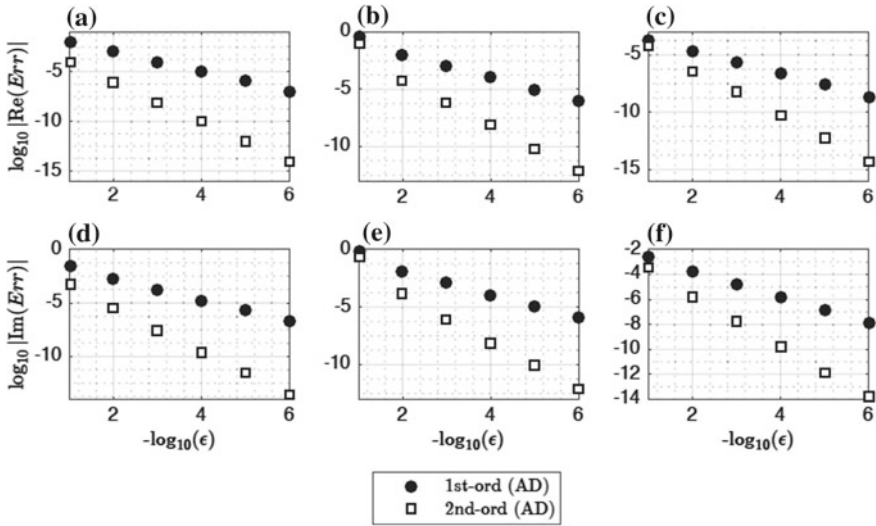 (a) (b) (c)
log₁₀ |Re(Err)|
-5
-10
-15
2 4 6
0
-5
-10
2 4 6
-5
-10
-15
2 4 6
(d) (e) (f)
log₁₀ |Im(Err)|
0
-5
-10
2 4 6
-log₁₀(ϵ)
0
-5
-10
2 4 6
-log₁₀(ϵ)
-2
-4
-6
-8
-10
-12
-14
2 4 6
-log₁₀(ϵ)
1st-ord (AD)
2nd-ord (AD)